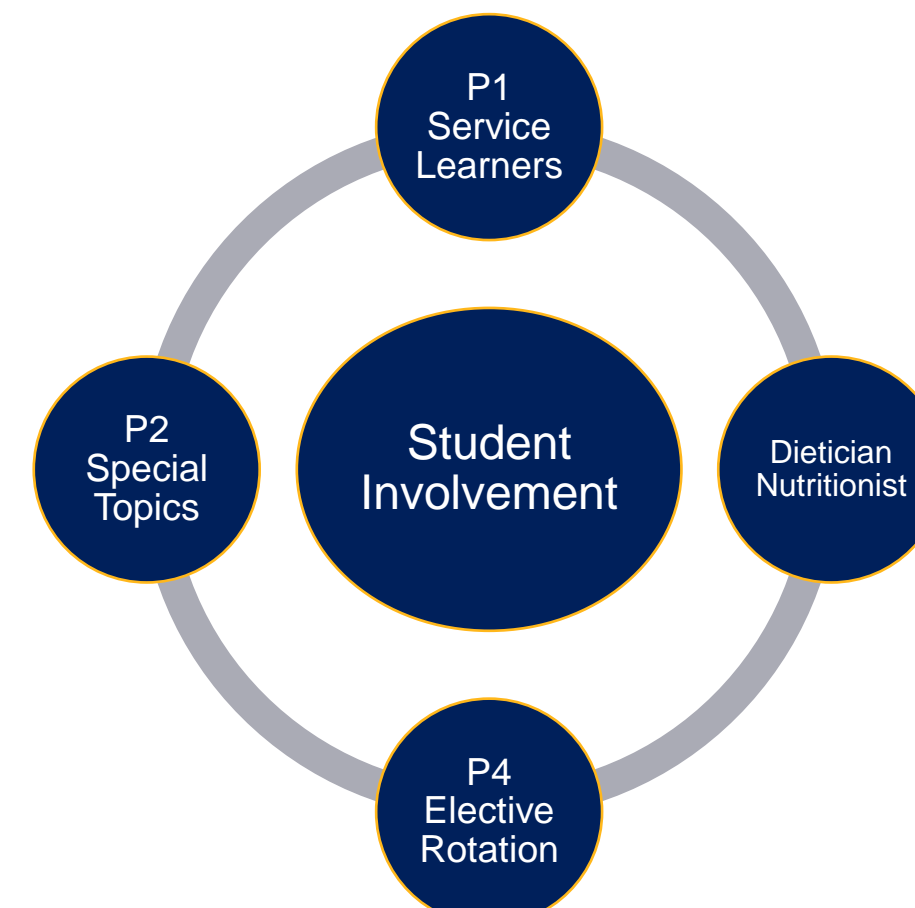 P1
Service
Learners
P2
Special
Topics
Student
Involvement
Dietician
Nutritionist
P4
Elective
Rotation